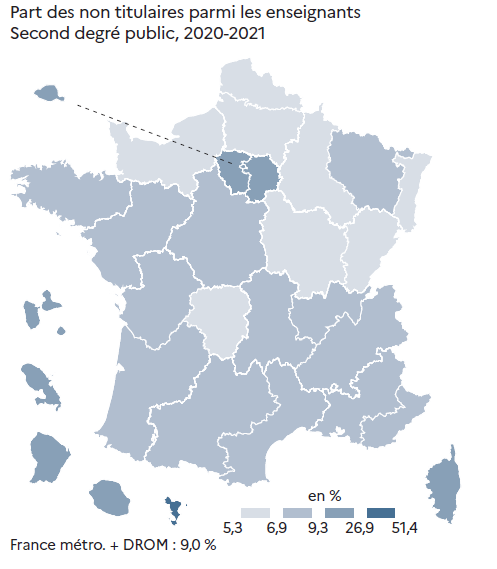 Part des non titulaires parmi les enseignants
Second degré public, 2020-2021
en %
5,3 6,9 9,3 26,9 51,4
France métro. + DROM : 9,0 %